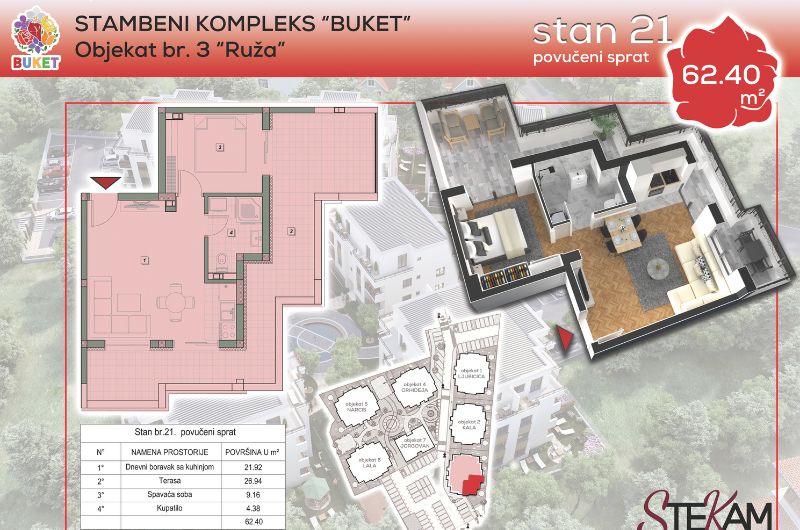 STAMBENI KOMPLEKS "BUKET"
Objekat br. 3 "Ruža"
BUKET
stan 21
povučeni sprat
62.40
m²
3
2
4
1
objekat 5
NARCIS
objekat 4
ORHIDEJA
objekat 1
LJUBIČICA
objekat 2
KALA
objekat 7
JORGOVAN
objekat 8
LALA
Stan br.21. povučeni sprat
N° NAMENA PROSTORIJE POVRŠINA U m²
1° Dnevni boravak sa kuhinjom 21.92
2° Terasa 26.94
3° Spavaća soba 9.16
4° Kupatilo 4.38
62.40
STEKAM